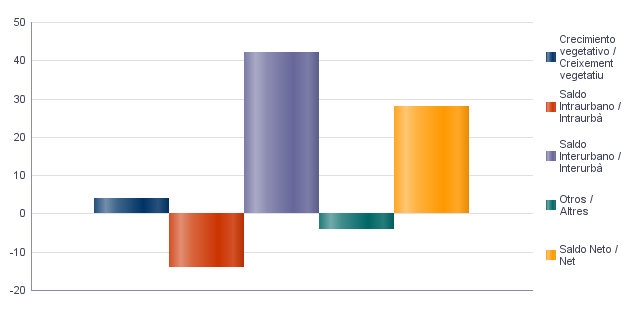 50
40
30
20
10
0
-10
-20
Crecimiento
vegetativo /
Creixement
vegetatiu
Saldo
Intraurbano /
Intraurbà
Saldo
Interurbano /
Interurbà
Otros /
Altres
Saldo Neto /
Net